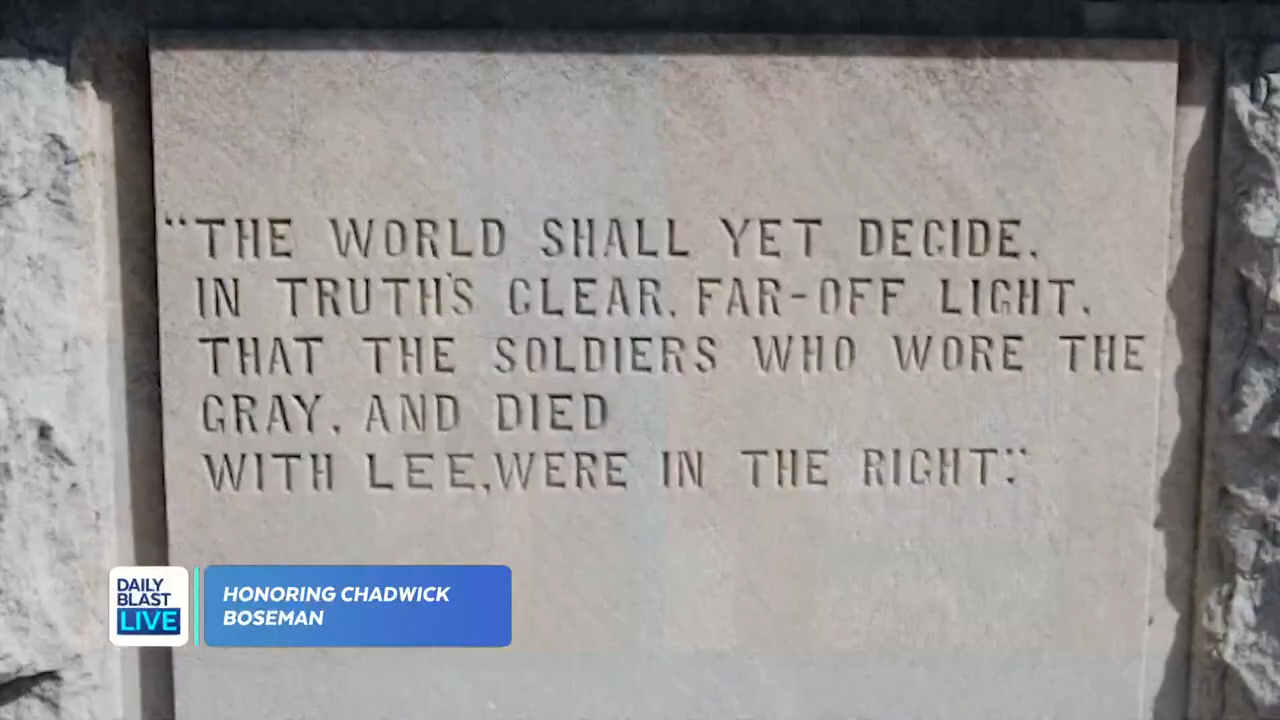 “THE WORLD SHALL YET DECIDE,
IN TRUTH'S CLEAR, FAR-OFF LIGHT,
THAT THE SOLDIERS WHO WORE THE
GRAY, AND DIED
WITH LEE, WERE IN THE RIGHT.”
DAILY
BLAST
LIVE
HONORING CHADWICK
BOSEMAN